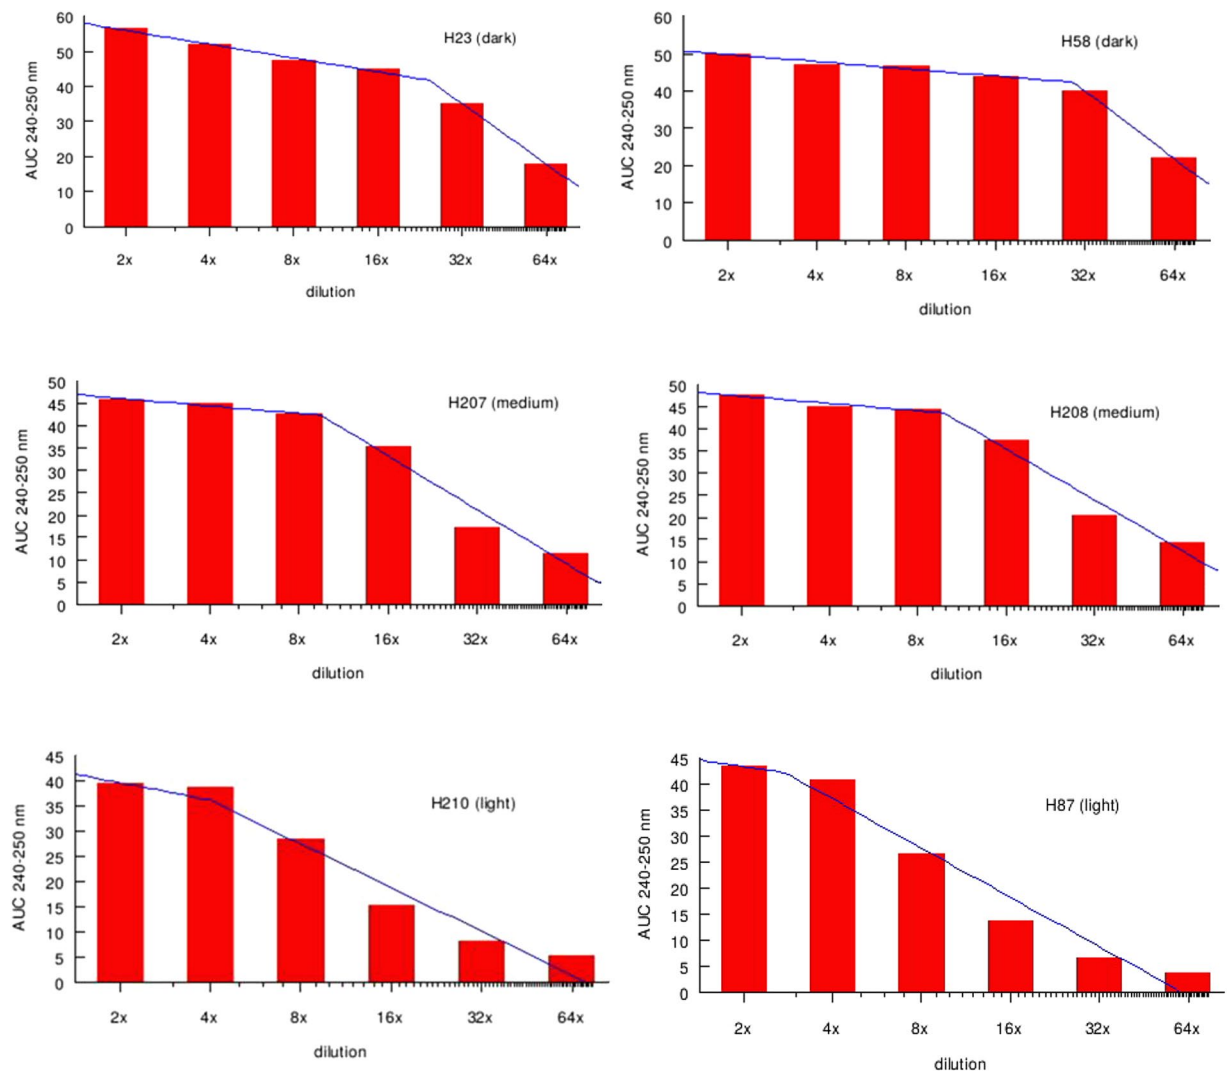 H23 (dark)
AUC 240-250 nm
60
50
40
30
20
10
0
2x 4x 8x 16x 32x 64x
dilution
H58 (dark)
AUC 240-250 nm
60
50
40
30
20
10
0
2x 4x 8x 16x 32x 64x
dilution
H207 (medium)
AUC 240-250 nm
50
45
40
35
30
25
20
15
10
5
0
2x 4x 8x 16x 32x 64x
dilution
H208 (medium)
AUC 240-250 nm
50
45
40
35
30
25
20
15
10
5
0
2x 4x 8x 16x 32x 64x
dilution
H210 (light)
AUC 240-250 nm
45
40
35
30
25
20
15
10
5
0
2x 4x 8x 16x 32x 64x
dilution
H87 (light)
AUC 240-250 nm
45
40
35
30
25
20
15
10
5
0
2x 4x 8x 16x 32x 64x
dilution